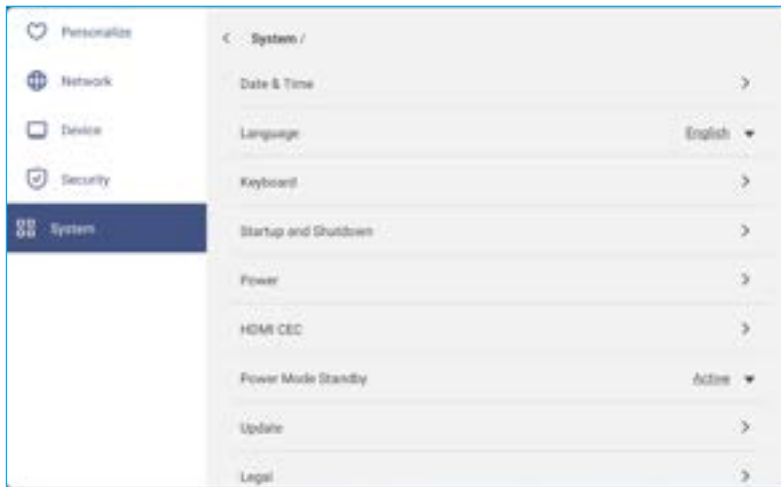 Personalize
Network
Device
Security
System
< System /
Date & Time
Language English
Keyboard
Startup and Shutdown
Power
HDMI CEC
Power Mode Standby Active
Update
Legal